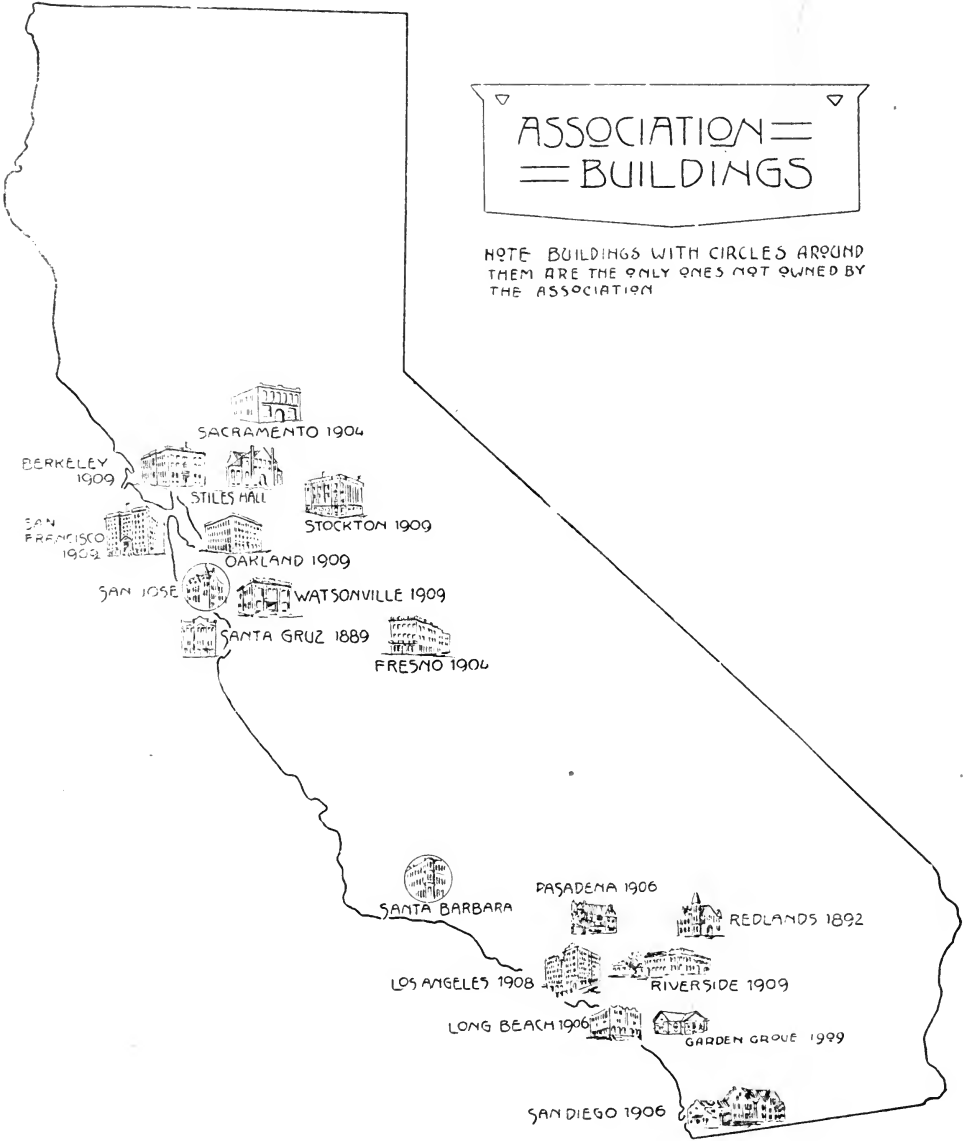 ASSOCIATION
BUILDINGS
NOTE BUILDINGS WITH CIRCLES AROUND
THEM ARE THE ONLY ONES NOT OWNED BY
THE ASSOCIATION
SACRAMENTO 1904
BERKELEY
1909
STILES HALL
STOCKTON 1909
SAN
FRANCISCO
1909
OAKLAND 1909
SAN JOSE
WATSONVILLE 1909
SANTA GRUZ 1889
FRESNO 1904
SANTA BARBARA
PASADENA 1906
REDLANDS 1892
LOS ANGELES 1908
RIVERSIDE 1909
LONG BEACH 1906
GARDEN GROVE 1909
SAN DIEGO 1906